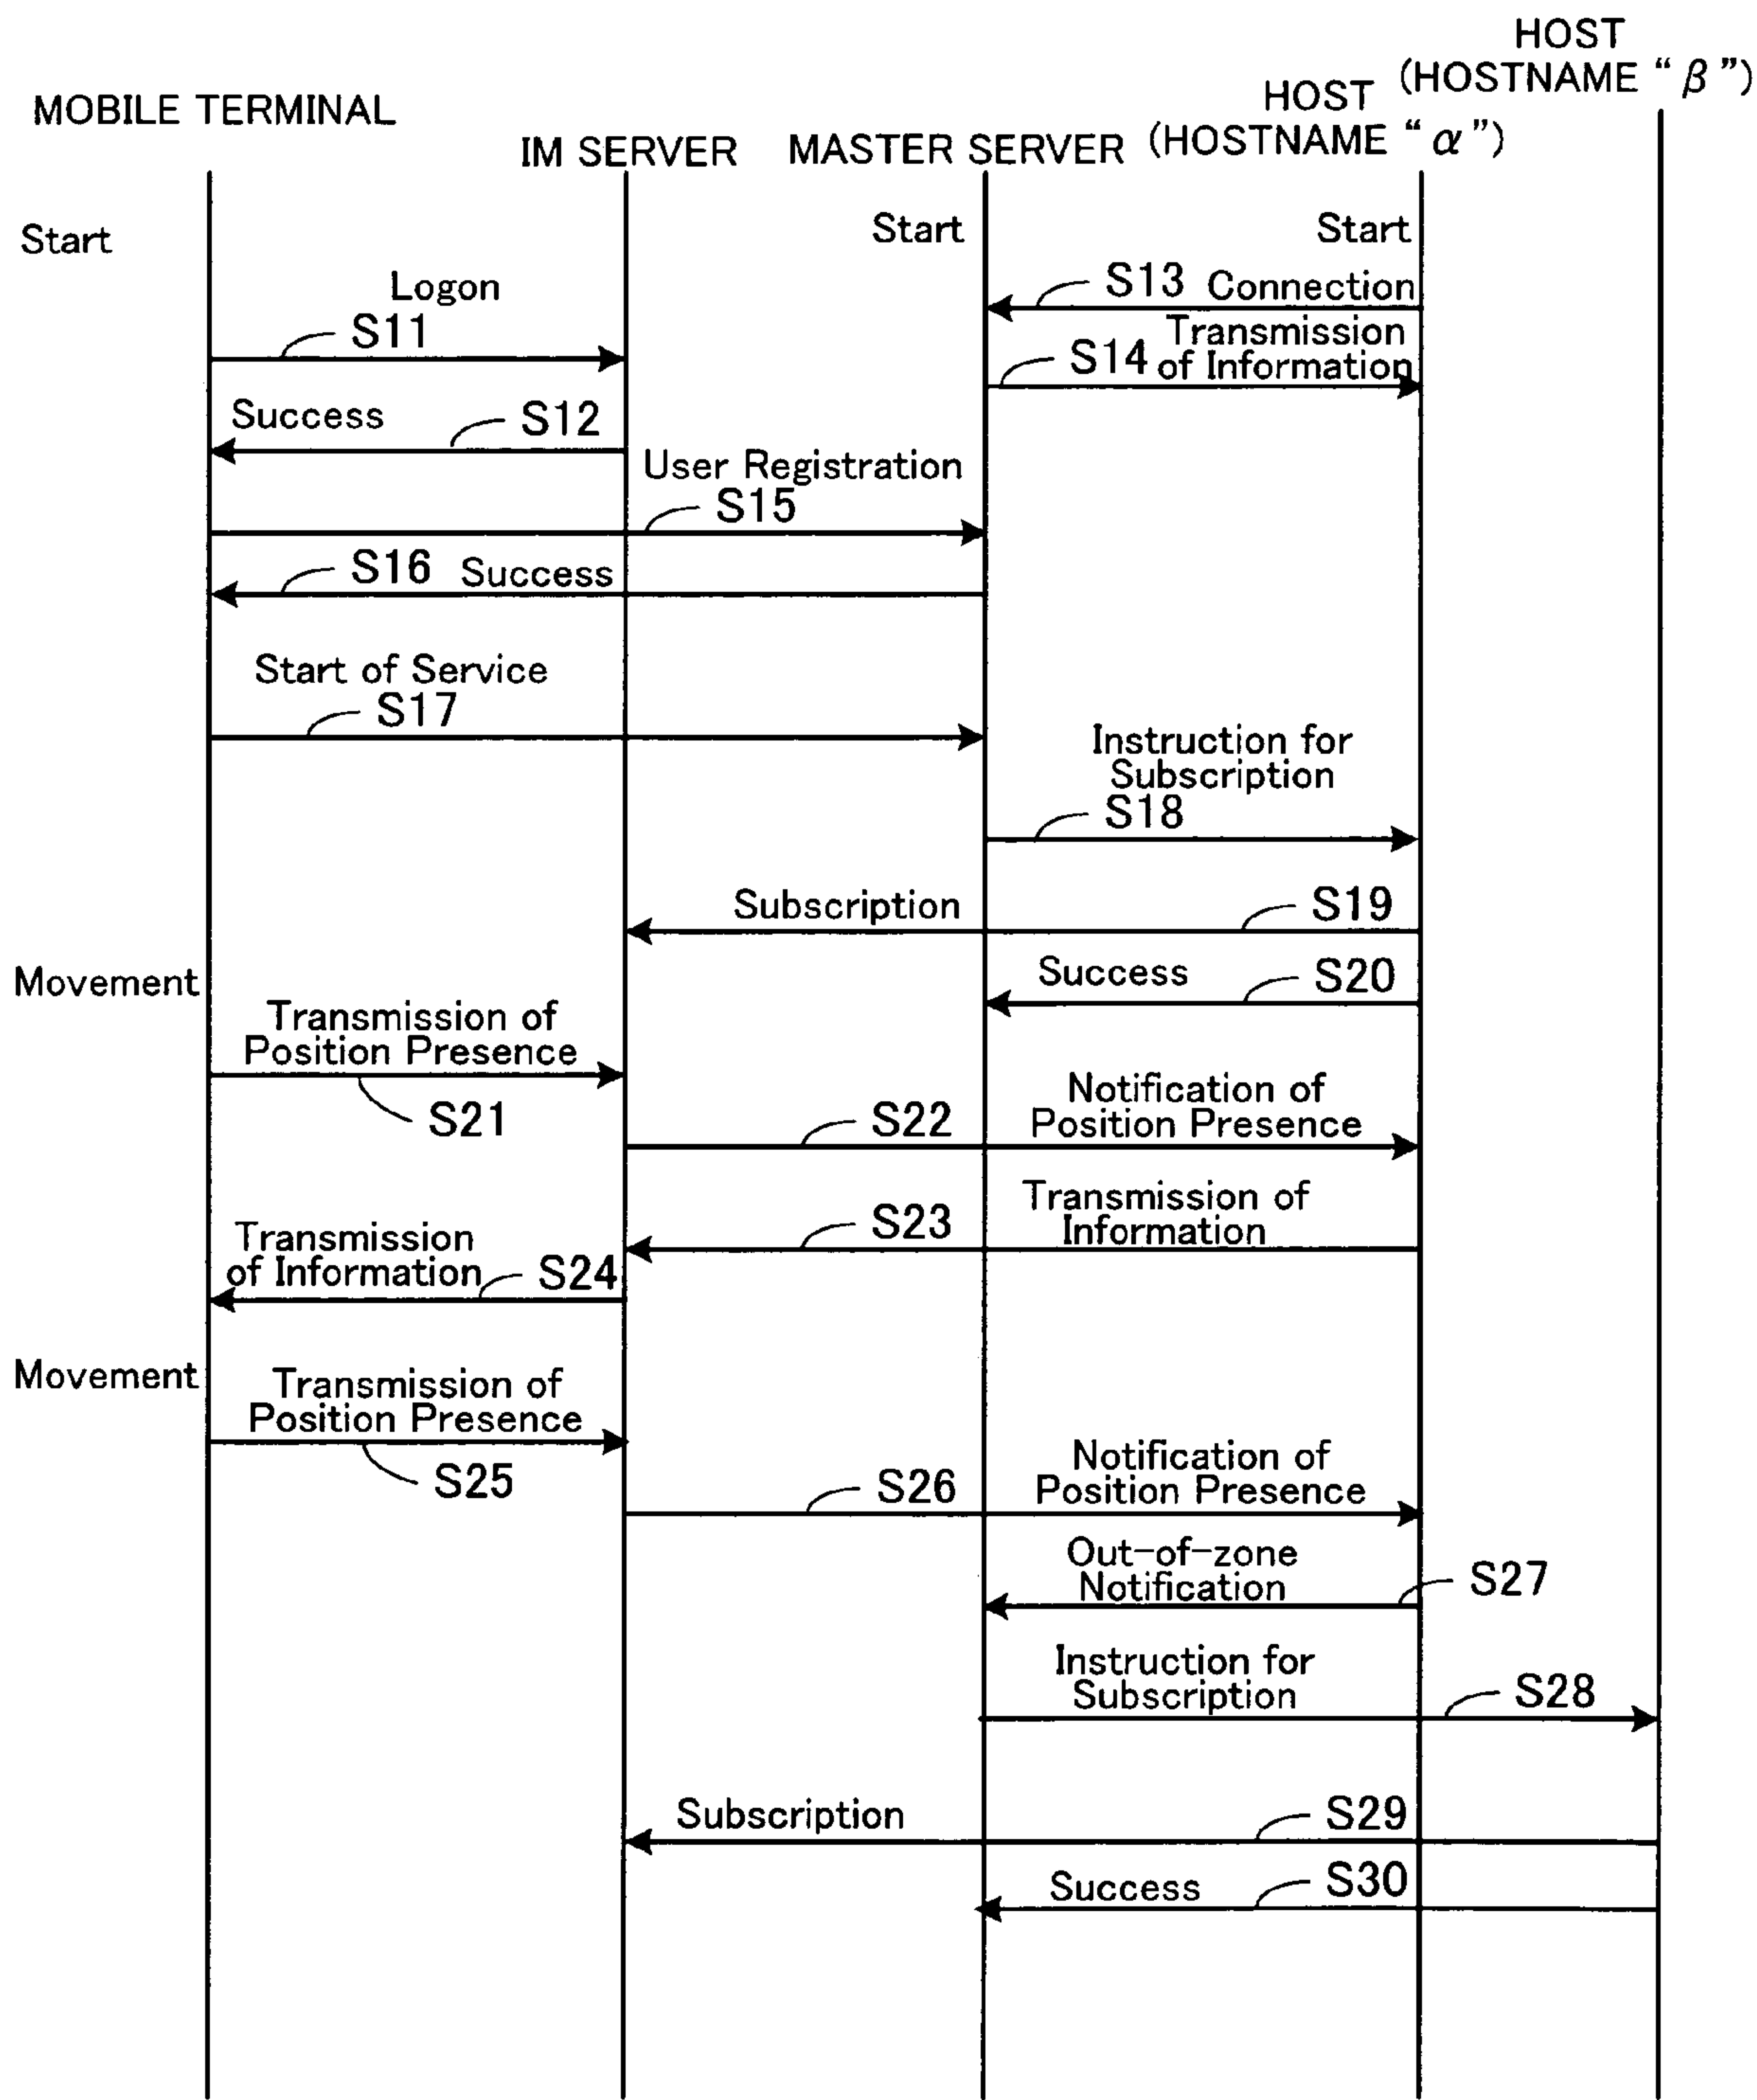 HOST
(HOSTNAME “ β ”)
HOST
(HOSTNAME “ α ”)
MOBILE TERMINAL
IM SERVER
MASTER SERVER
Start
Start
Start
S13 Connection
Logon
S11
Transmission
S14 of Information
Success
S12
User Registration
S15
S16 Success
Start of Service
S17
Instruction for
Subscription
S18
Subscription
S19
Movement
Success
S20
Transmission of
Position Presence
S21
Notification of
S22 Position Presence
Transmission of
S23 Information
Transmission
of Information S24
Movement
Transmission of
Position Presence
S25
Notification of
S26 Position Presence
Out-of-zone
Notification
S27
Instruction for
Subscription
S28
Subscription
S29
Success
S30